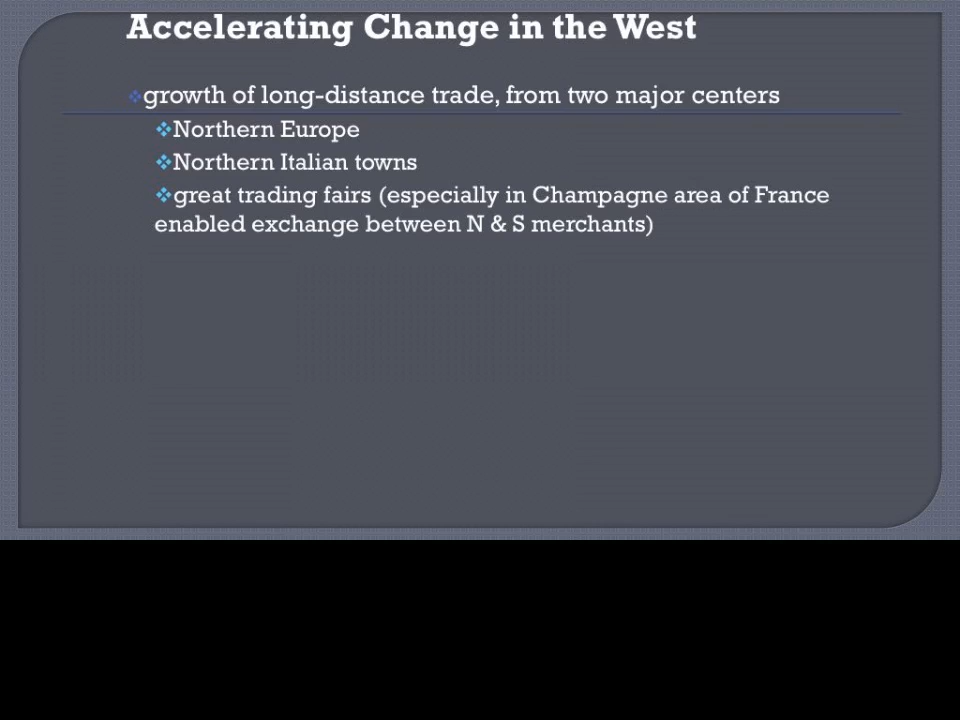 Accelerating Change in the West
❖growth of long-distance trade, from two major centers
❖Northern Europe
❖Northern Italian towns
❖great trading fairs (especially in Champagne area of France
enabled exchange between N & S merchants)